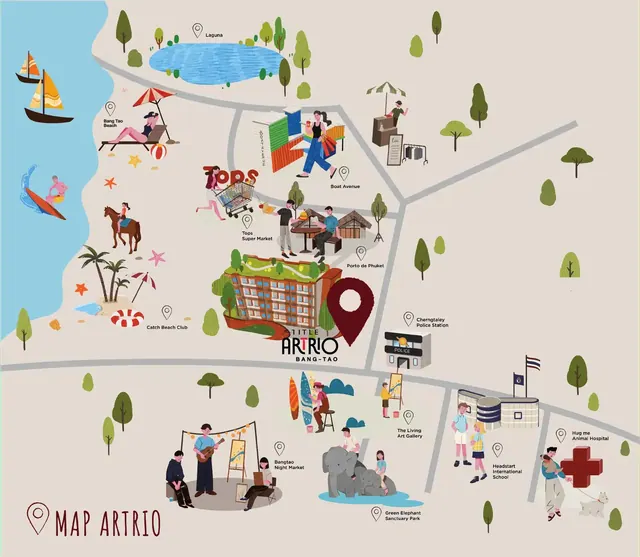 Laguna
Bang Tao
Beach
Boat Avenue
Tops
Tops
Super Market
Porto de Phuket
Catch Beach Club
TITLE
ARTRIO
BANG-TAO
Cherngtalay
Police Station
POLICE
The Living
Art Gallery
Bangtao
Night Market
Green Elephant
Sanctuary Park
Headstart
International
School
Hug me
Animal Hospital
MAP ARTRIO